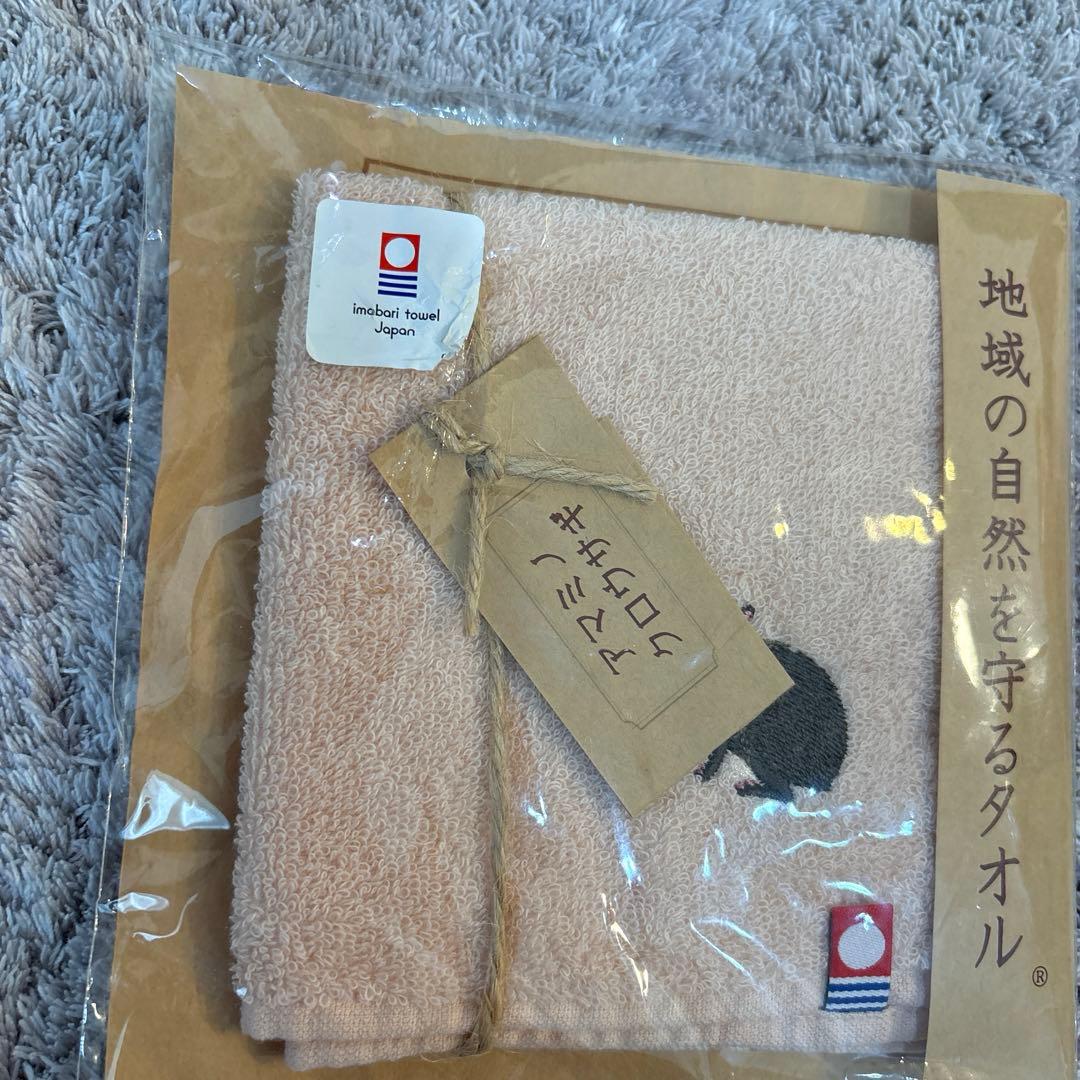 imabari towel
Japan
アマミノ
クロウサギ
地域の自然を守るタオル®